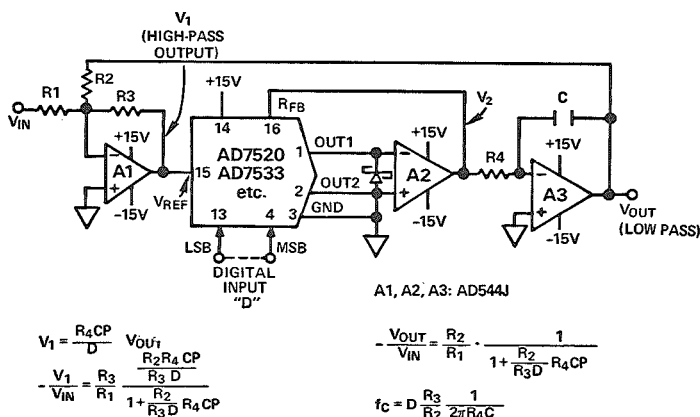 V1
(HIGH-PASS
OUTPUT)
R1
R2
R3
VIN
+15V
A1
-15V
VREF
+15V
14
RFB
16
15
AD7520
AD7533
etc.
1
OUT1
2
OUT2
3
GND
13
4
LSB
MSB
DIGITAL
INPUT
"D"
V2
+15V
A2
-15V
R4
C
+15V
A3
-15V
VOUT
(LOW PASS)
A1, A2, A3: AD544J
V1 = R4CP/D VOUT
-V1/VIN = R3/R1 · (R2R4CP/R3D)/(1+ R2/R3D R4CP)
-VOUT/VIN = R2/R1 · 1/(1+ R2/R3D R4CP)
fC = D R3/R2 1/2πR4C